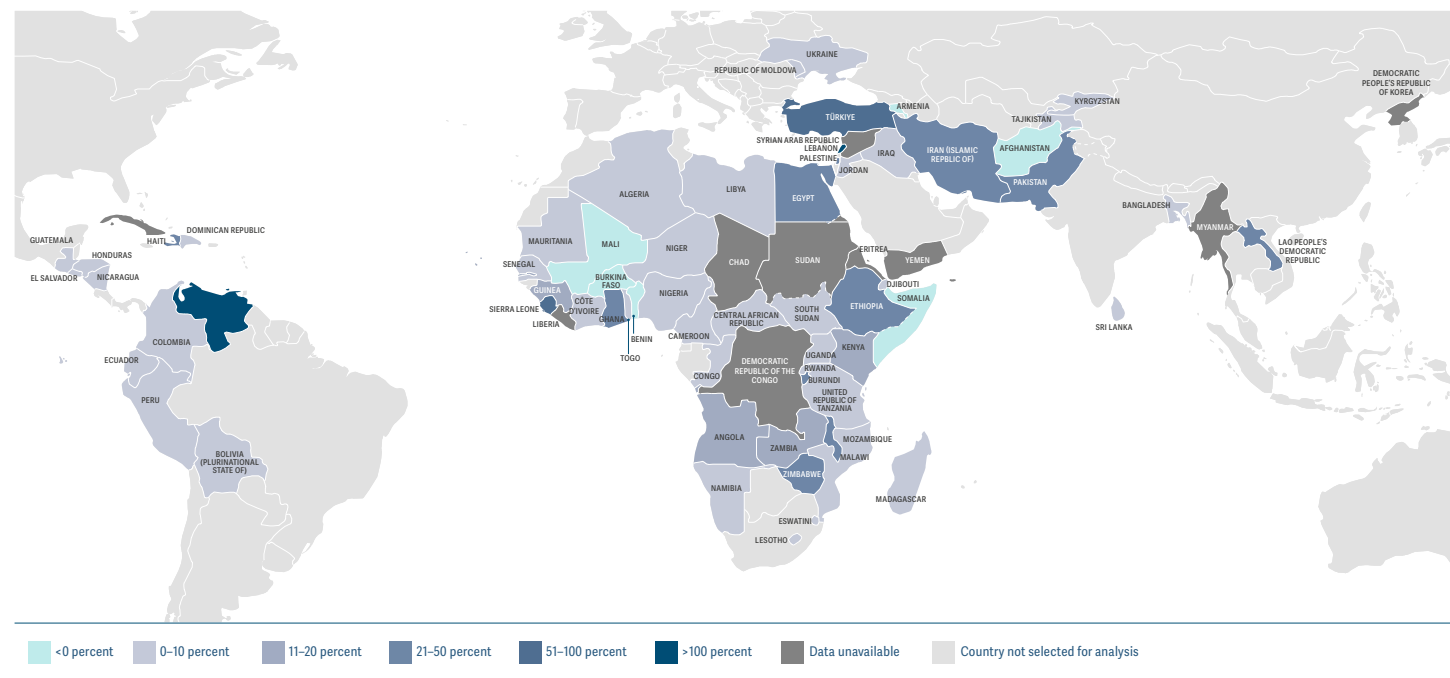 UKRAINE
REPUBLIC OF MOLDOVA
DEMOCRATIC
PEOPLE'S REPUBLIC
OF KOREA
KYRGYZSTAN
ARMENIA
TAJIKISTAN
TÜRKIYE
SYRIAN ARAB REPUBLIC
LEBANON
PALESTINE
IRAQ
IRAN (ISLAMIC
REPBLIC OF)
AFGHANISTAN
JORDAN
PAKISTAN
ALGERIA
LIBYA
EGYPT
BANGLADESH
MYANMAR
GUATEMALA
HAITI
DOMINICAN REPUBLIC
HONDURAS
EL SALVADOR
NICARAGUA
MAURITANIA
MALI
NIGER
CHAD
SUDAN
ERITREA
YEMEN
LAO PEOPLE'S
DEMOCRATIC
REPUBLIC
SENEGAL
BURKINA
FASO
GUINEA
NIGERIA
DJIBOUTI
SOMALIA
ETHIOPIA
SIERRA LEONE
CÔTE
D'IVOIRE
GHANA
LIBERIA
CENTRAL AFRICAN
REPUBLIC
SOUTH
SUDAN
SRI LANKA
BENIN
TOGO
CAMEROON
COLOMBIA
ECUADOR
PERU
BOLIVIA
(PLURINATIONAL
STATE OF)
CONGO
DEMOCRATIC
REPUBLIC OF THE
CONGO
UGANDA
KENYA
RWANDA
BURUNDI
UNITED
REPUBLIC OF
TANZANIA
ANGOLA
ZAMBIA
MOZAMBIQUE
MALAWI
ZIMBABWE
NAMIBIA
MADAGASCAR
ESWATINI
LESOTHO
<0 percent
0–10 percent
11–20 percent
21–50 percent
51–100 percent
>100 percent
Data unavailable
Country not selected for analysis